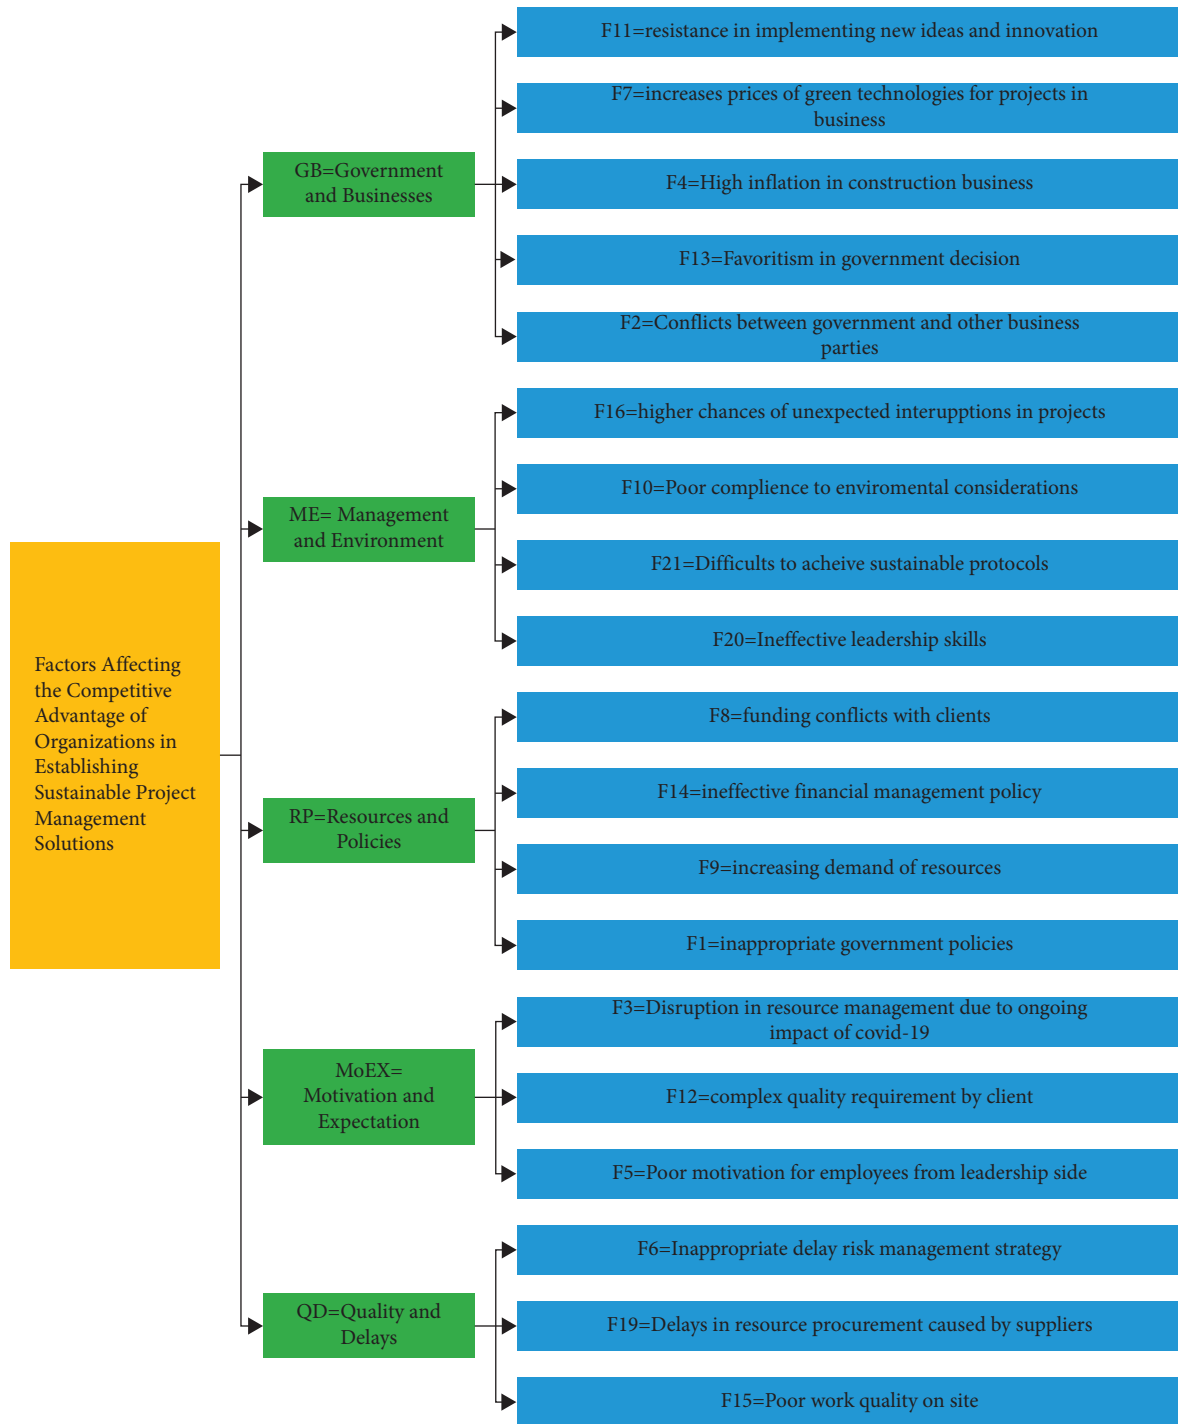 Factors Affecting
the Competitive
Advantage of
Organizations in
Establishing
Sustainable Project
Management
Solutions
GB=Government
and Businesses
F11=resistance in implementing new ideas and innovation
F7=increases prices of green technologies for projects in
business
F4=High inflation in construction business
F13=Favoritism in government decision
F2=Conflicts between government and other business
parties
ME= Management
and Environment
F16=higher chances of unexpected interupptions in projects
F10=Poor complience to enviromental considerations
F21=Difficults to acheive sustainable protocols
F20=Ineffective leadership skills
RP=Resources and
Policies
F8=funding conflicts with clients
F14=ineffective financial management policy
F9=increasing demand of resources
F1=inappropriate government policies
MoEX=
Motivation and
Expectation
F3=Disruption in resource management due to ongoing
impact of covid-19
F12=complex quality requirement by client
F5=Poor motivation for employees from leadership side
QD=Quality and
Delays
F6=Inappropriate delay risk management strategy
F19=Delays in resource procurement caused by suppliers
F15=Poor work quality on site